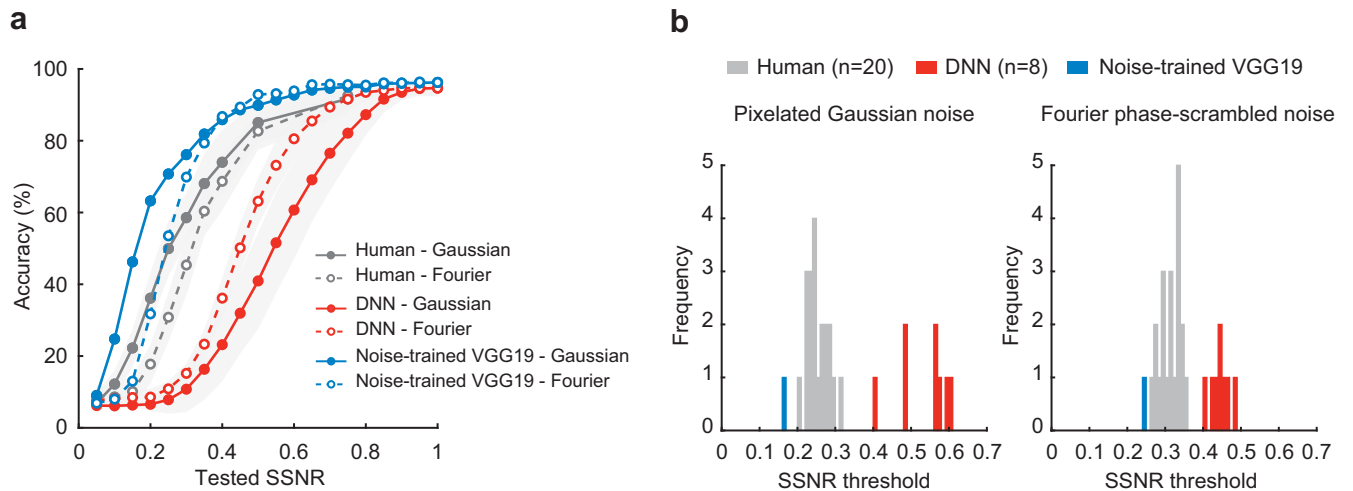 a
100
80
60
40
20
0
Accuracy (%)
0.2
0.4
0.6
0.8
1
Tested SSNR
Human - Gaussian
Human - Fourier
DNN - Gaussian
DNN - Fourier
Noise-trained VGG19 - Gaussian
Noise-trained VGG19 - Fourier
b
Human (n=20)
DNN (n=8)
Noise-trained VGG19
Pixelated Gaussian noise
5
4
3
2
1
0
Frequency
0 0.1 0.2 0.3 0.4 0.5 0.6 0.7
SSNR threshold
Fourier phase-scrambled noise
5
4
3
2
1
0
Frequency
0 0.1 0.2 0.3 0.4 0.5 0.6 0.7
SSNR threshold